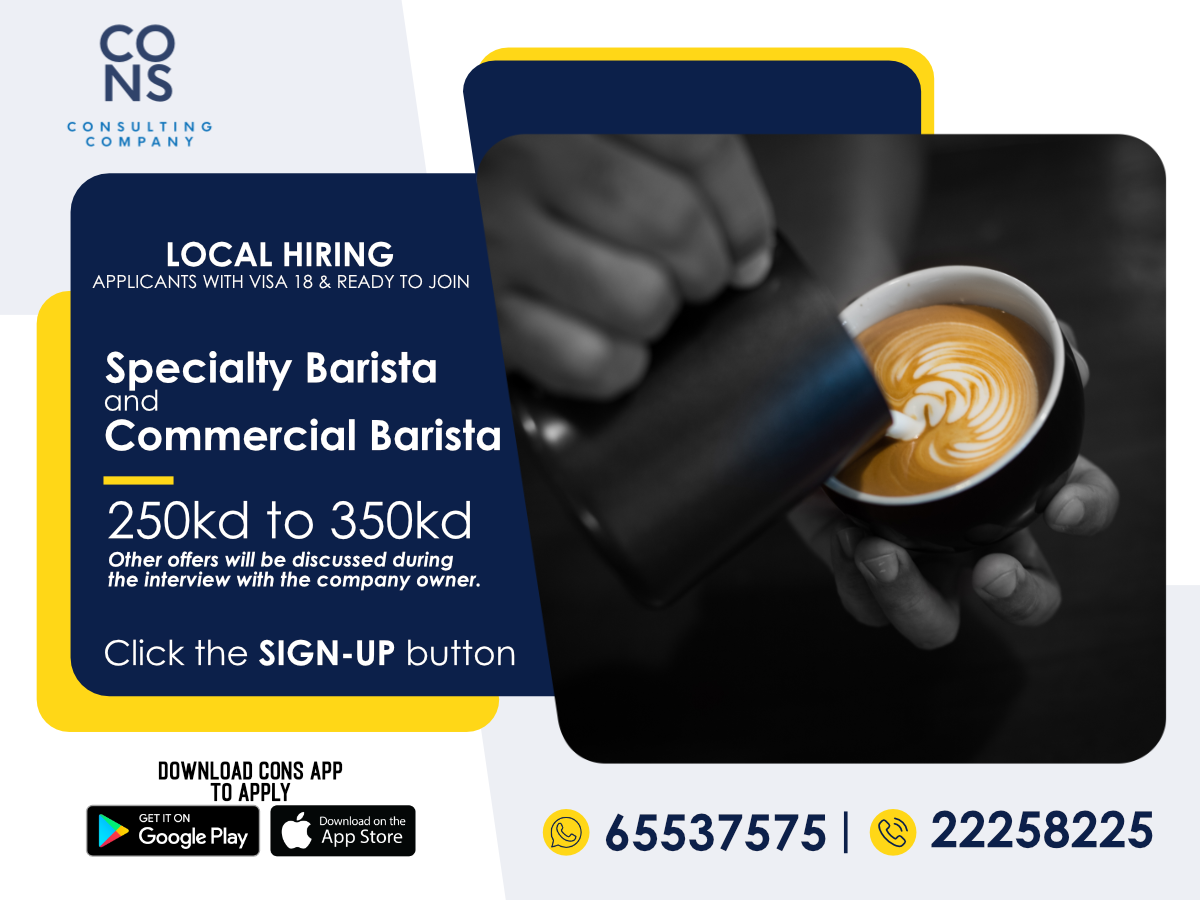 CO
NS
CONSULTING
COMPANY
LOCAL HIRING
APPLICANTS WITH VISA 18 & READY TO JOIN
Specialty Barista
and
Commercial Barista
250kd to 350kd
Other offers will be discussed during
the interview with the company owner.
Click the SIGN-UP button
DOWNLOAD CONS APP
TO APPLY
GET IT ON
Google Play
Download on the
App Store
65537575 | 22258225